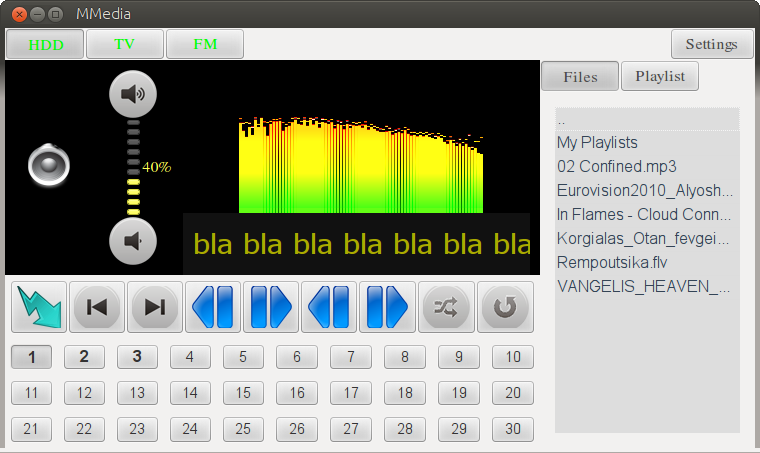 MMedia
HDD TV FM Settings
Files Playlist
40%
bla bla bla bla bla bla bla
..
My Playlists
02 Confined.mp3
Eurovision2010_Alyosh...
In Flames - Cloud Conn...
Korgialas_Otan_fevgei...
Rempoutsika.flv
VANGELIS_HEAVEN_...
1 2 3 4 5 6 7 8 9 10
11 12 13 14 15 16 17 18 19 20
21 22 23 24 25 26 27 28 29 30